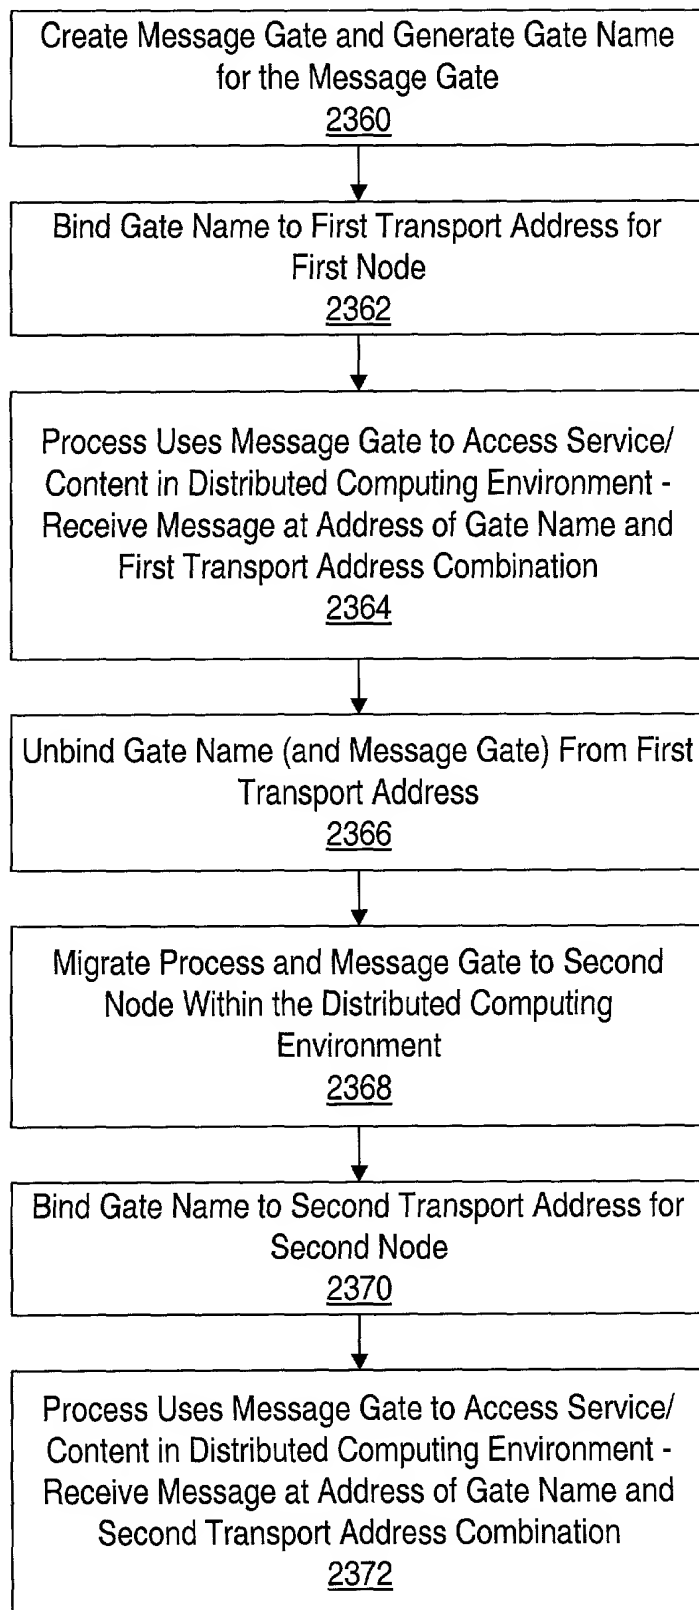 Create Message Gate and Generate Gate Name
for the Message Gate
2360
Bind Gate Name to First Transport Address for
First Node
2362
Process Uses Message Gate to Access Service/
Content in Distributed Computing Environment -
Receive Message at Address of Gate Name and
First Transport Address Combination
2364
Unbind Gate Name (and Message Gate) From First
Transport Address
2366
Migrate Process and Message Gate to Second
Node Within the Distributed Computing
Environment
2368
Bind Gate Name to Second Transport Address for
Second Node
2370
Process Uses Message Gate to Access Service/
Content in Distributed Computing Environment -
Receive Message at Address of Gate Name and
Second Transport Address Combination
2372